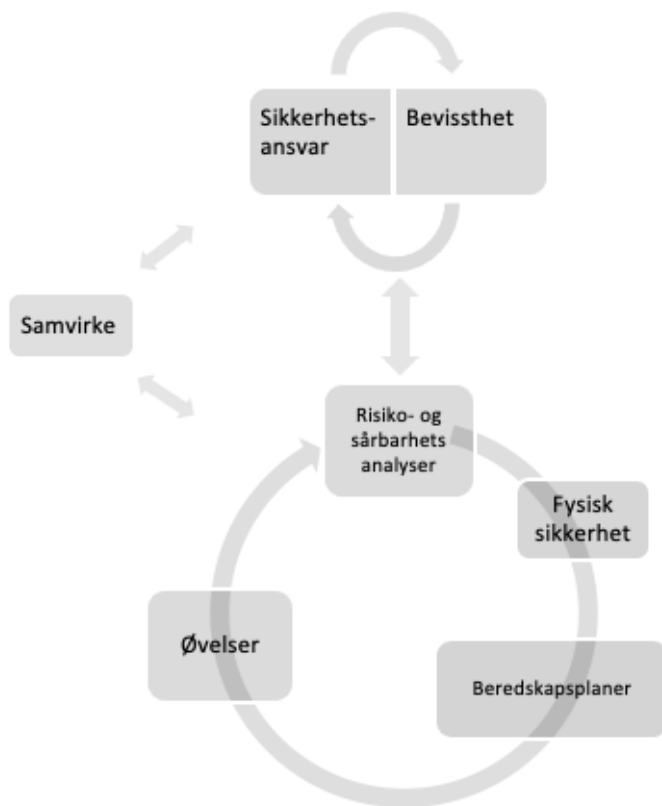 Sikkerhets-
ansvar
Bevissthet
Samvirke
Risiko- og
sårbarhets
analyser
Fysisk
sikkerhet
Øvelser
Beredskapsplaner